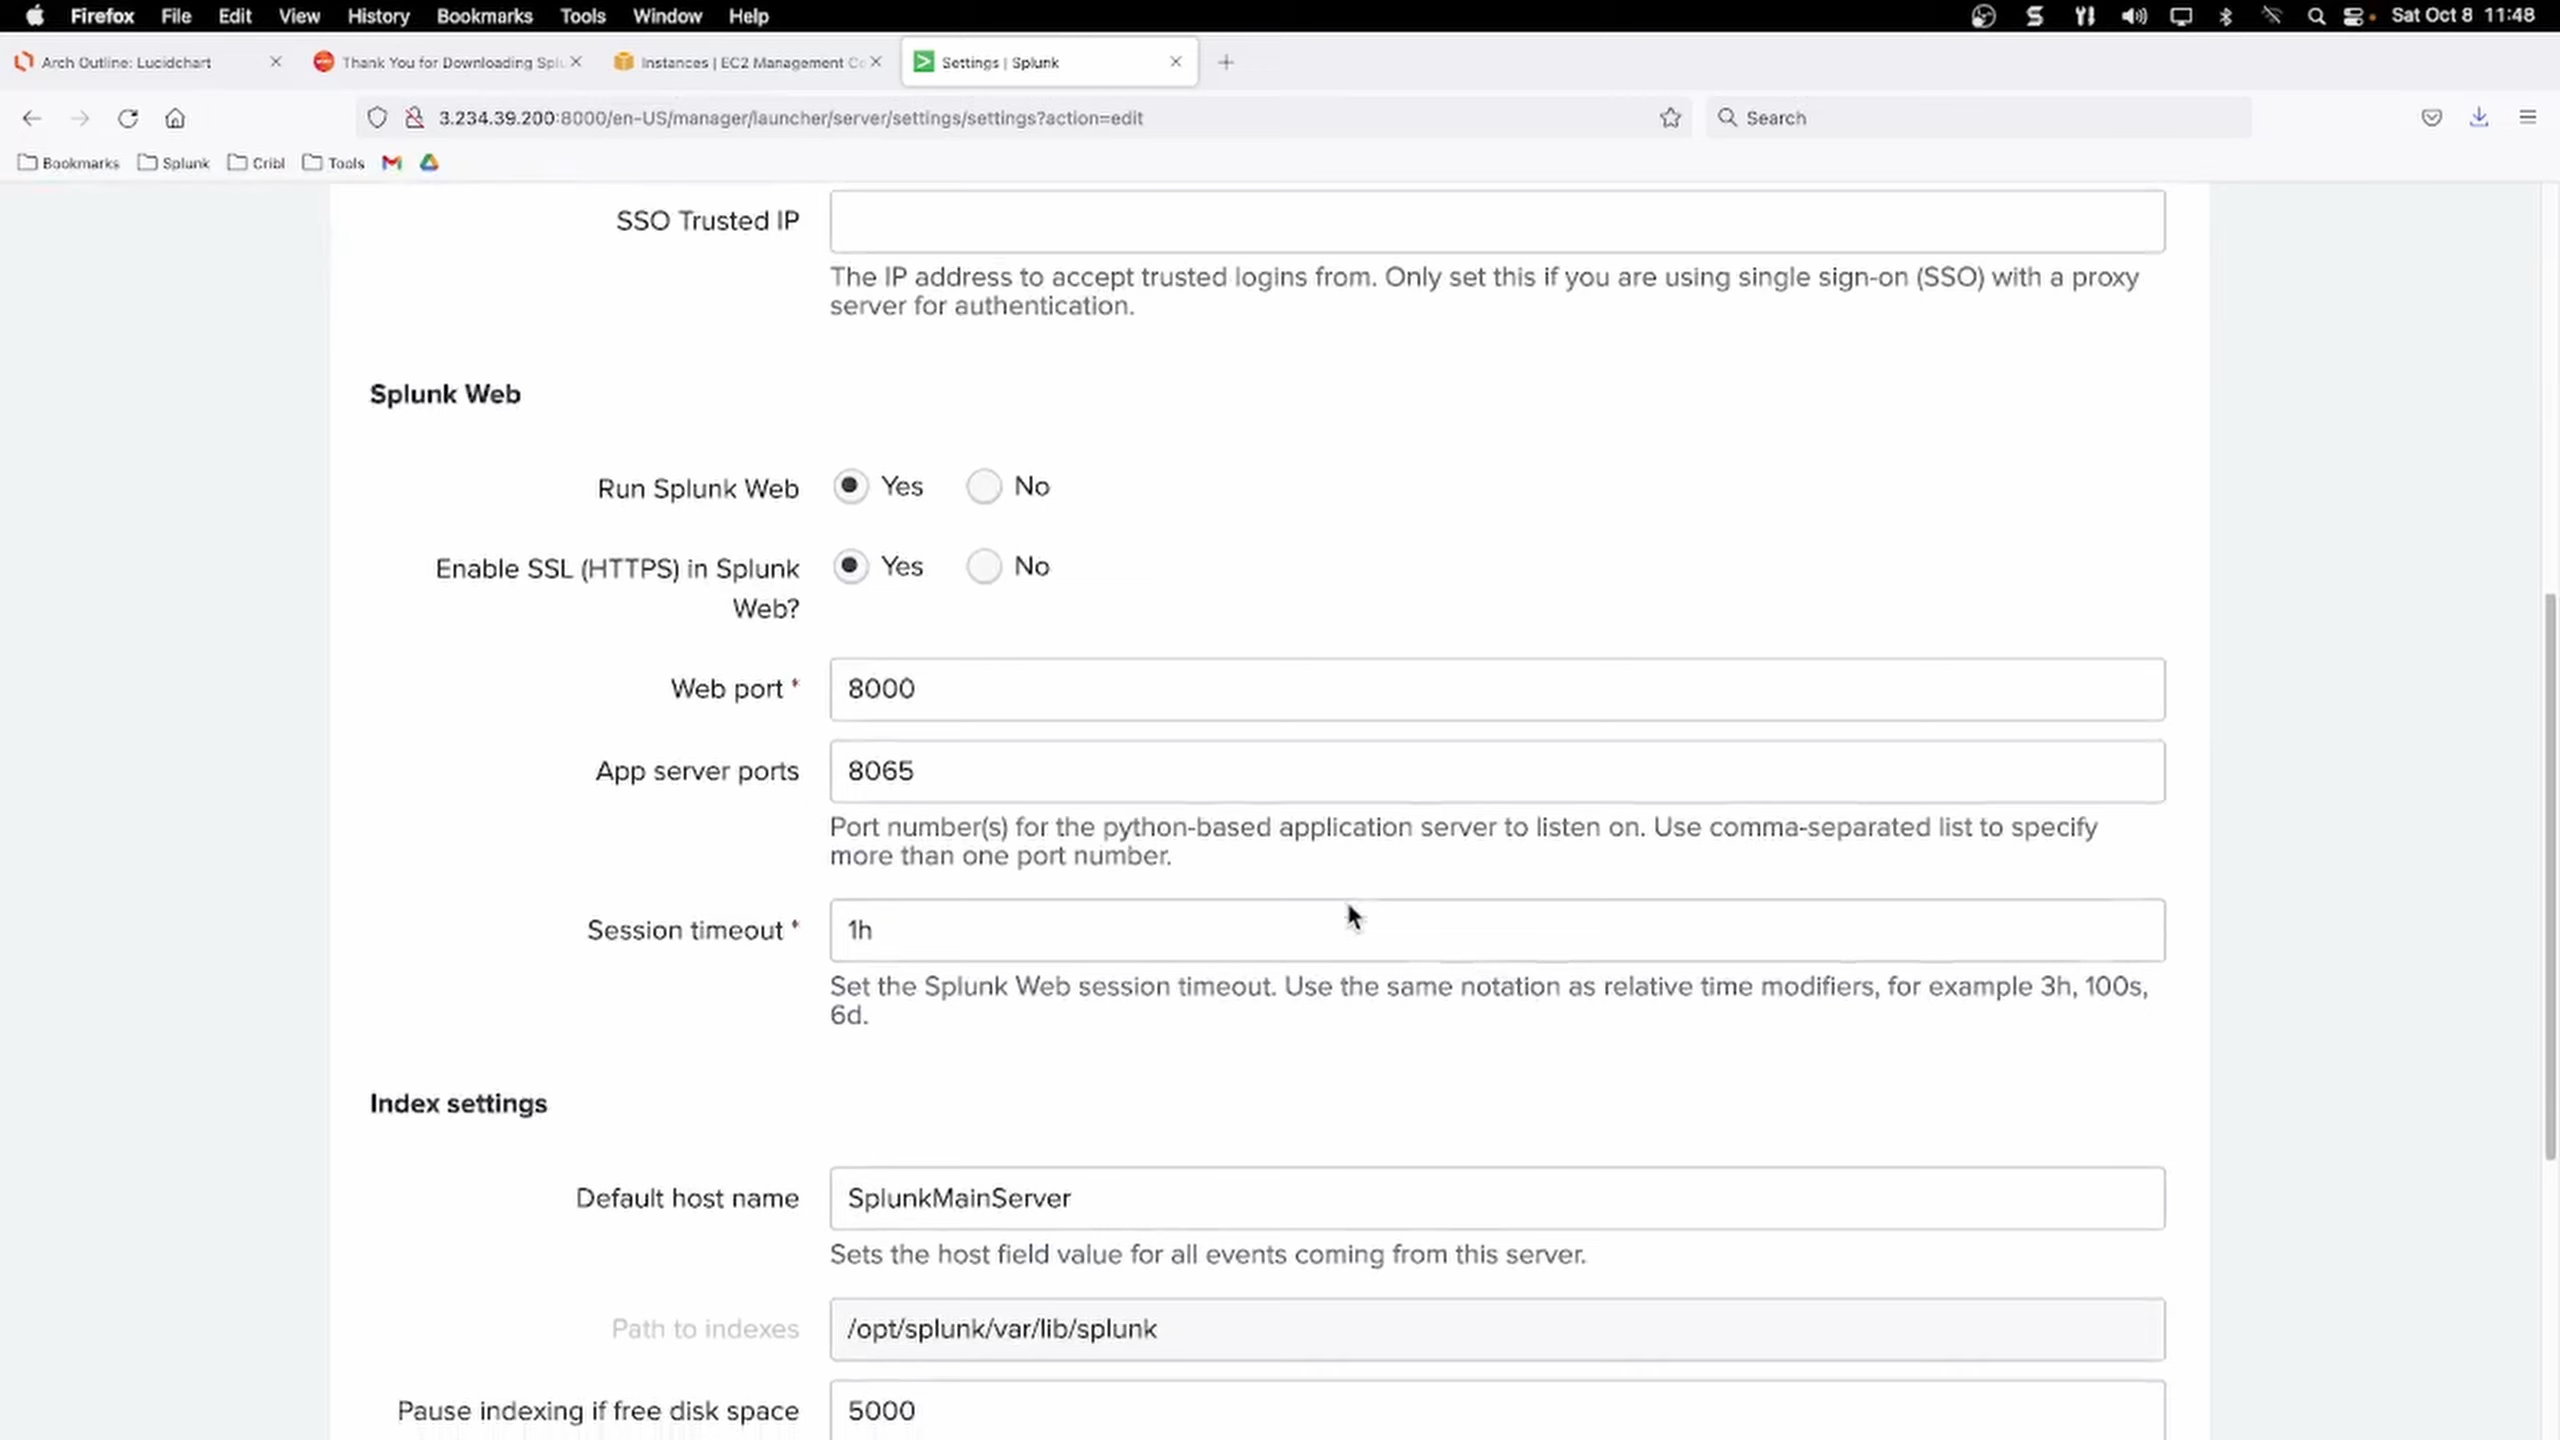 Firefox File Edit View History Bookmarks Tools Window Help Sat Oct 8 11:48
Arch Outline: Lucidchart Thank You for Downloading Splu Instances | EC2 Management Co Settings | Splunk
3.234.39.200:8000/en-US/manager/launcher/server/settings/settings?action=edit Search
Bookmarks Splunk Cribl Tools
SSO Trusted IP
The IP address to accept trusted logins from. Only set this if you are using single sign-on (SSO) with a proxy
server for authentication.
Splunk Web
Run Splunk Web Yes No
Enable SSL (HTTPS) in Splunk Yes No
Web?
Web port * 8000
App server ports 8065
Port number(s) for the python-based application server to listen on. Use comma-separated list to specify
more than one port number.
Session timeout * 1h
Set the Splunk Web session timeout. Use the same notation as relative time modifiers, for example 3h, 100s,
6d.
Index settings
Default host name SplunkMainServer
Sets the host field value for all events coming from this server.
Path to indexes /opt/splunk/var/lib/splunk
Pause indexing if free disk space 5000